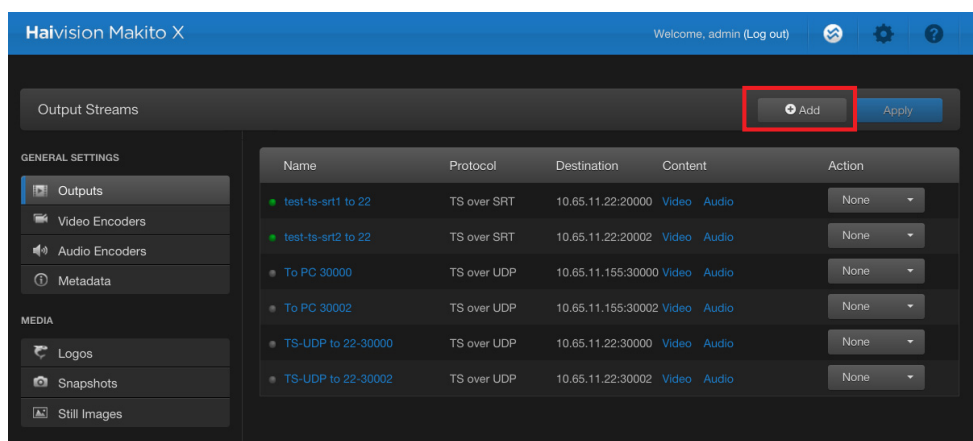 Haivision Makito X
Welcome, admin (Log out)
?
Output Streams
Add
Apply
GENERAL SETTINGS
Outputs
Video Encoders
Audio Encoders
Metadata
MEDIA
Logos
Snapshots
Still Images
Name Protocol Destination Content Action
test-ts-srt1 to 22 TS over SRT 10.65.11.22:20000 Video Audio None
test-ts-srt2 to 22 TS over SRT 10.65.11.22:20002 Video Audio None
To PC 30000 TS over UDP 10.65.11.155:30000 Video Audio None
To PC 30002 TS over UDP 10.65.11.155:30002 Video Audio None
TS-UDP to 22-30000 TS over UDP 10.65.11.22:30000 Video Audio None
TS-UDP to 22-30002 TS over UDP 10.65.11.22:30002 Video Audio None